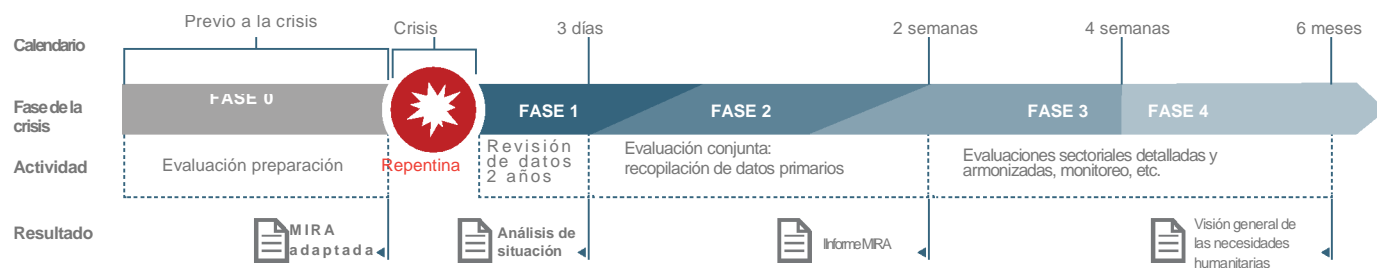 Previo a la crisis
Crisis
3 días
2 semanas
4 semanas
6 meses
Calendario
Fase de la
crisis
FASE 0
FASE 1
FASE 2
FASE 3
FASE 4
Actividad
Evaluación preparación
Repentina
Revisión
de datos
2 años
Evaluación conjunta:
recopilación de datos primarios
Evaluaciones sectoriales detalladas y
armonizadas, monitoreo, etc.
Resultado
MIRA
adaptada
Análisis de
situación
Informe MIRA
Visión general de
las necesidades
humanitarias